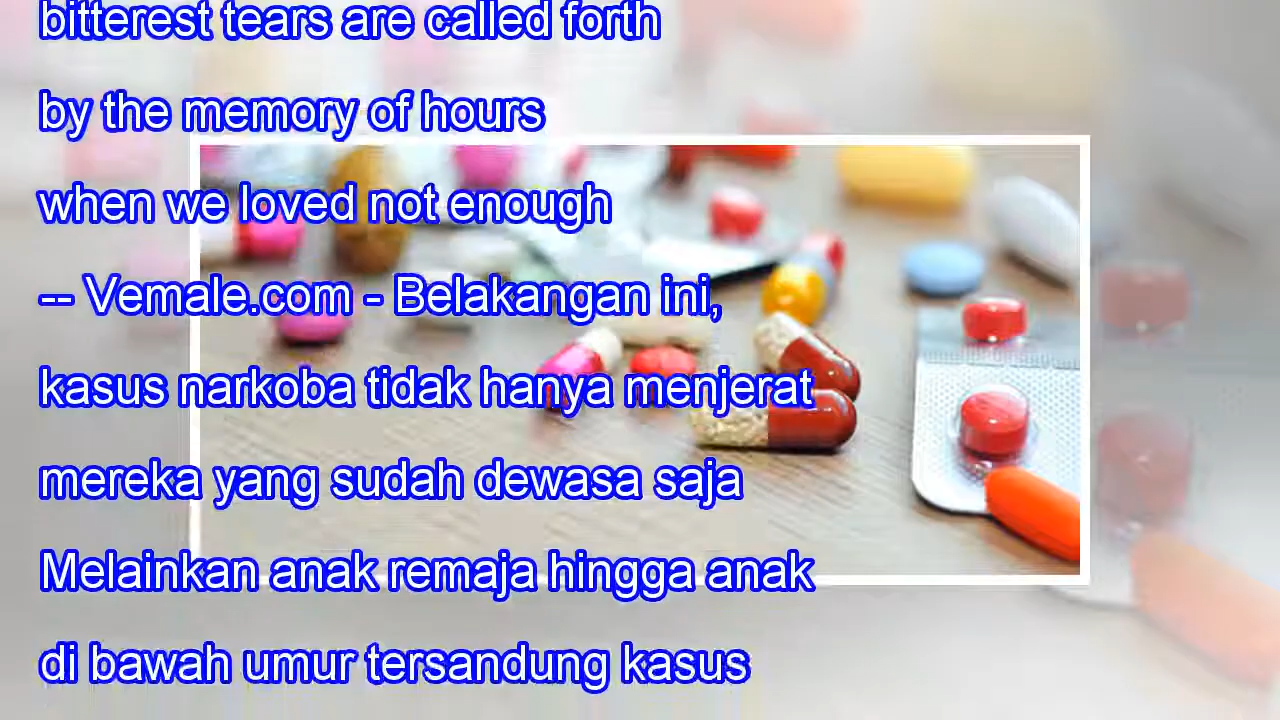 bitterest tears are called forth
by the memory of hours
when we loved not enough
-- Vemale.com - Belakangan ini,
kasus narkoba tidak hanya menjerat
mereka yang sudah dewasa saja
Melainkan anak remaja hingga anak
di bawah umur tersandung kasus